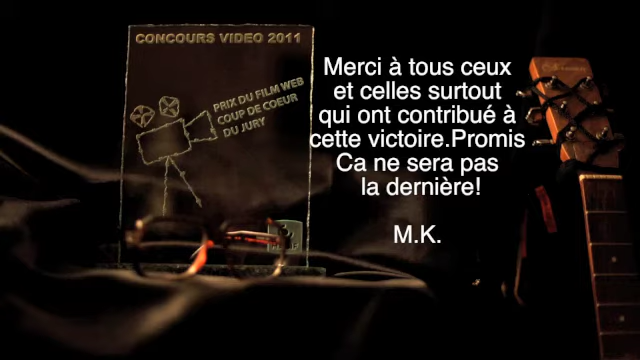 CONCOURS VIDEO 2011
PRIX DU FILM WEB
COUP DE COEUR
DU JURY
Merci à tous ceux
et celles surtout
qui ont contribué à
cette victoire.Promis
Ca ne sera pas
la dernière!
M.K.